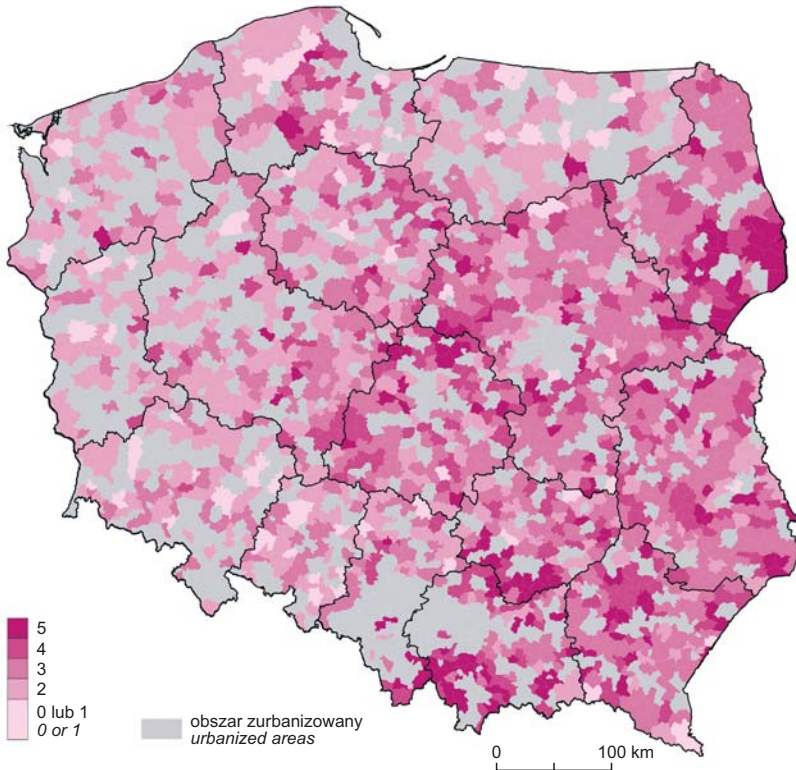 5
4
3
2
0 lub 1
0 or 1
obszar zurbanizowany
urbanized areas
0 100 km